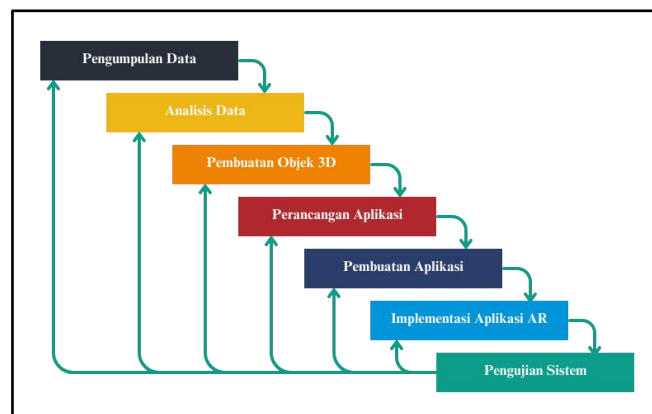 Pengumpulan Data
Analisis Data
Pembuatan Objek 3D
Perancangan Aplikasi
Pembuatan Aplikasi
Implementasi Aplikasi AR
Pengujian Sistem